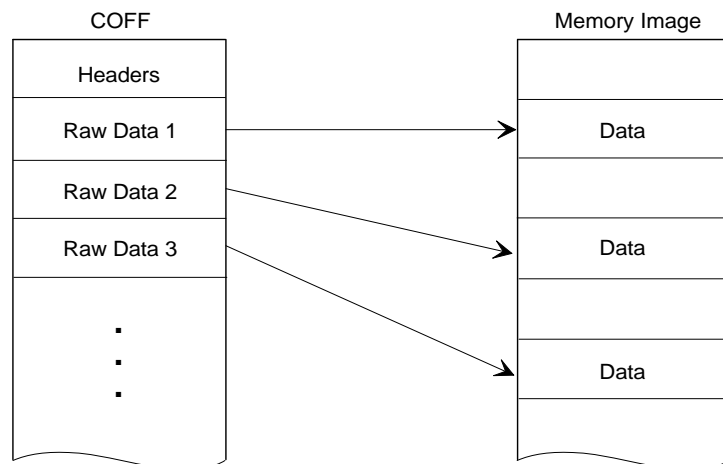 COFF
Memory Image
Headers
Raw Data 1
Data
Raw Data 2
Raw Data 3
Data
Data